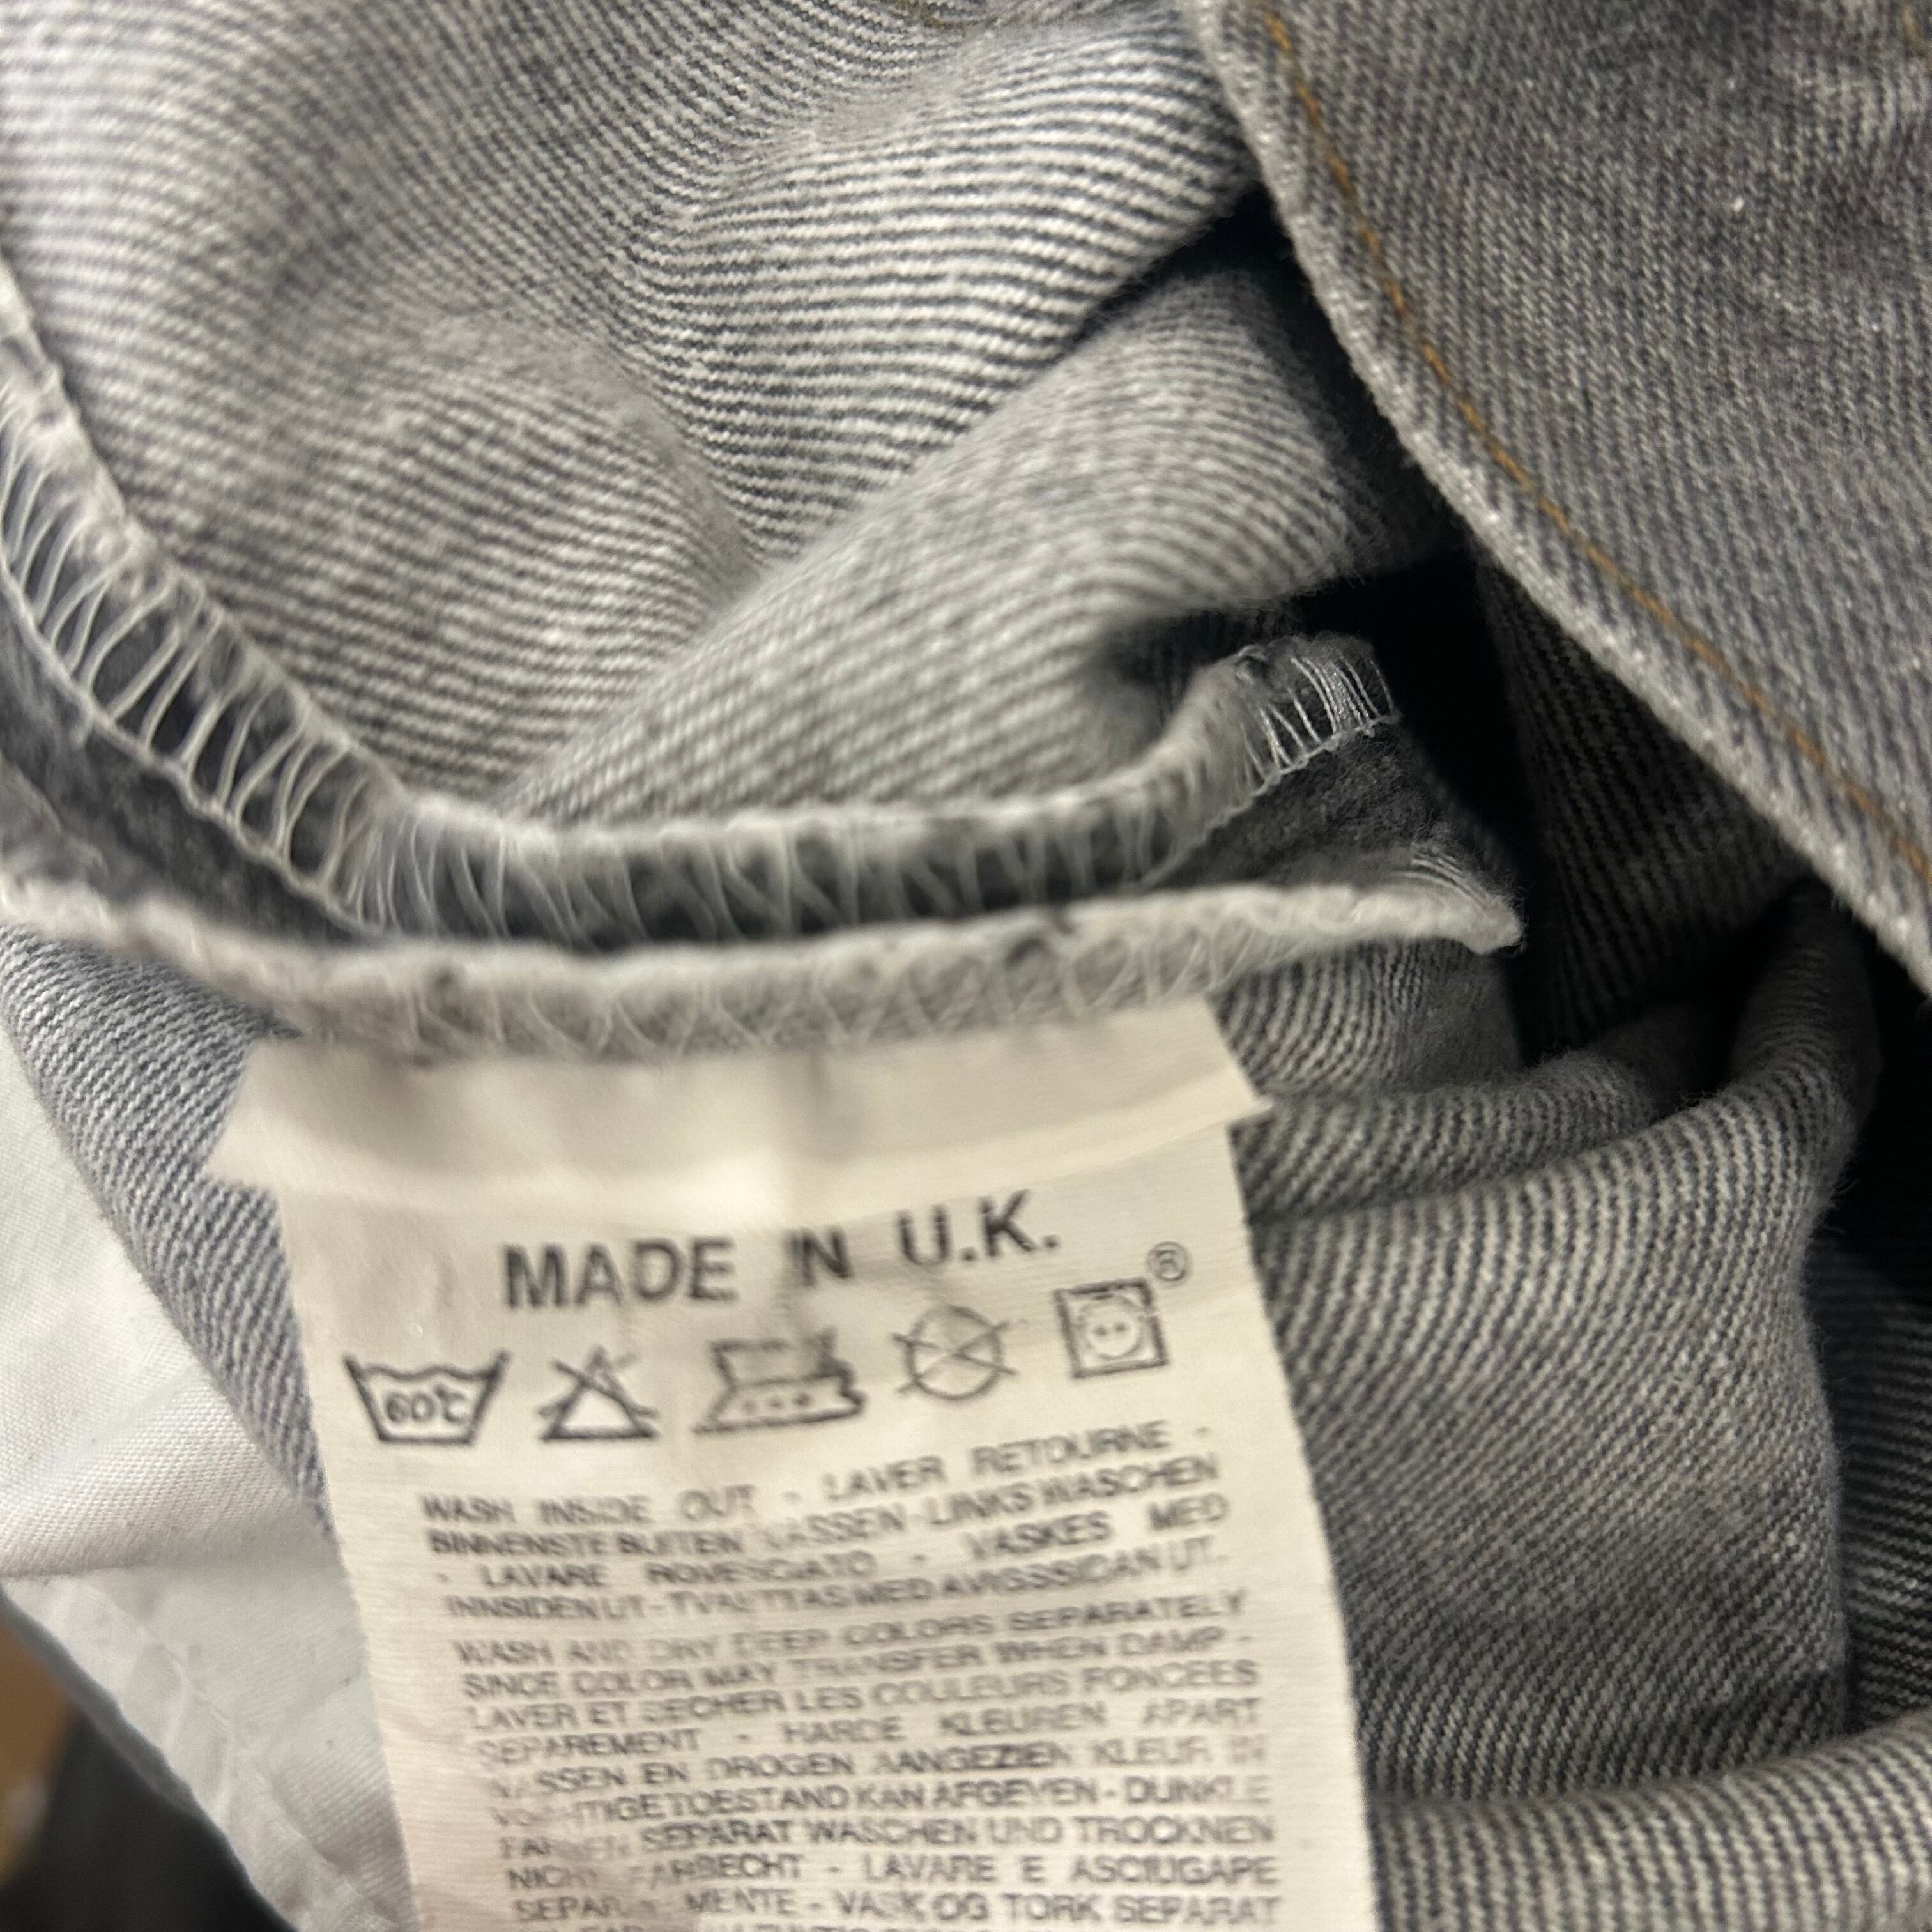 MADE IN U.K.
®
60°C
WASH INSIDE OUT - LAVER RETOURNE -
BINNENSTE BUITEN WASSEN - LINKS WASCHEN
- LAVARE ROVESCIATO - VASKES MED
INNSIDEN UT - TVÄTTAS MED AVIGSSIDAN UT.
WASH AND DRY DEEP COLORS SEPARATELY
SINCE COLOR MAY TRANSFER WHEN DAMP -
LAVER ET SECHER LES COULEURS FONCEES
SEPAREMENT - HARDE KLEUREN APART
WASSEN EN DROGEN AANGEZIEN KLEUR IN
VOCHTIGE TOESTAND KAN AFGEVEN - DUNKLE
FARBEN SEPARAT WASCHEN UND TROCKNEN
NICHT FARBECHT - LAVARE E ASCIUGARE
SEPARATAMENTE - VASK OG TORK SEPARAT